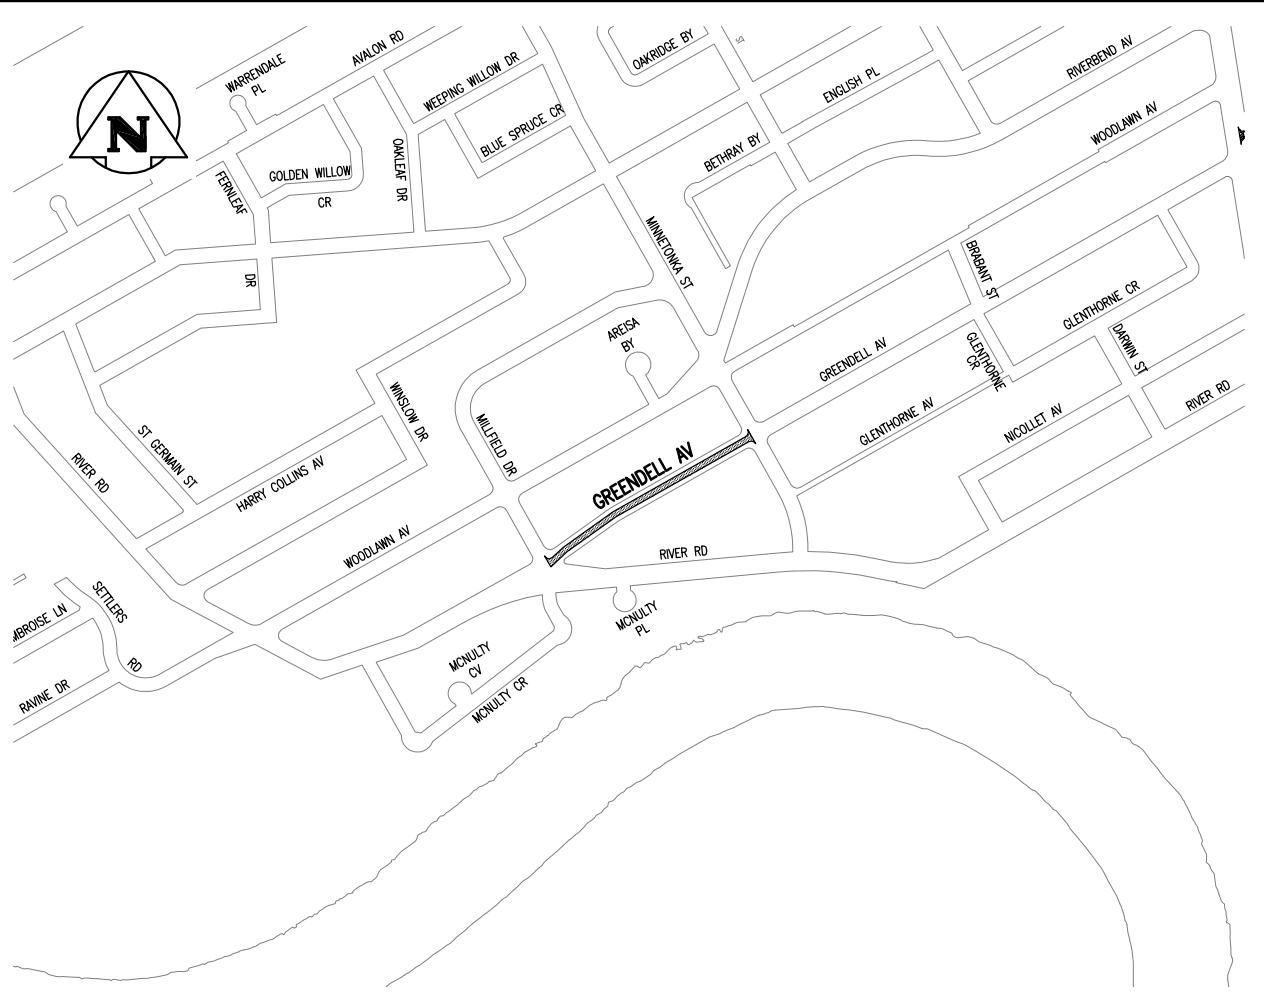 AVALON RD
OAKRIDGE BY
RIVERBEND AV
WARRENDALE
PL
WEEPING WILLOW DR
ENGLISH PL
N
BLUE SPRUCE CR
WOODLAWN AV
BETHRAY BY
OAKLEAF DR
GOLDEN WILLOW
CR
FERNLEAF
DR
MINNETONKA ST
BRABANT ST
GLENTHORNE CR
AREISA
BY
GREENDELL AV
GLENTHORNE
CR
DARWIN ST
WINSLOW DR
GLENTHORNE AV
RIVER RD
MILLFIELD DR
NICOLLET AV
ST GERMAIN ST
RIVER RD
HARRY COLLINS AV
GREENDELL AV
WOODLAWN AV
RIVER RD
SETTLERS
RD
MBROISE LN
MCNULTY
PL
MCNULTY
CV
RAVINE DR
MCNULTY CR